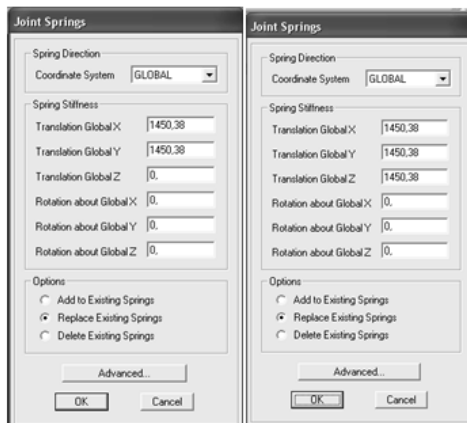 Joint Springs
Spring Direction
Coordinate System GLOBAL
Spring Stiffness
Translation Global X 1450,38
Translation Global Y 1450,38
Translation Global Z 0,
Rotation about Global X 0,
Rotation about Global Y 0,
Rotation about Global Z 0,
Options
Add to Existing Springs
Replace Existing Springs
Delete Existing Springs
Advanced...
OK Cancel
Joint Springs
Spring Direction
Coordinate System GLOBAL
Spring Stiffness
Translation Global X 1450,38
Translation Global Y 1450,38
Translation Global Z 1450,38
Rotation about Global X 0,
Rotation about Global Y 0,
Rotation about Global Z 0,
Options
Add to Existing Springs
Replace Existing Springs
Delete Existing Springs
Advanced...
OK Cancel